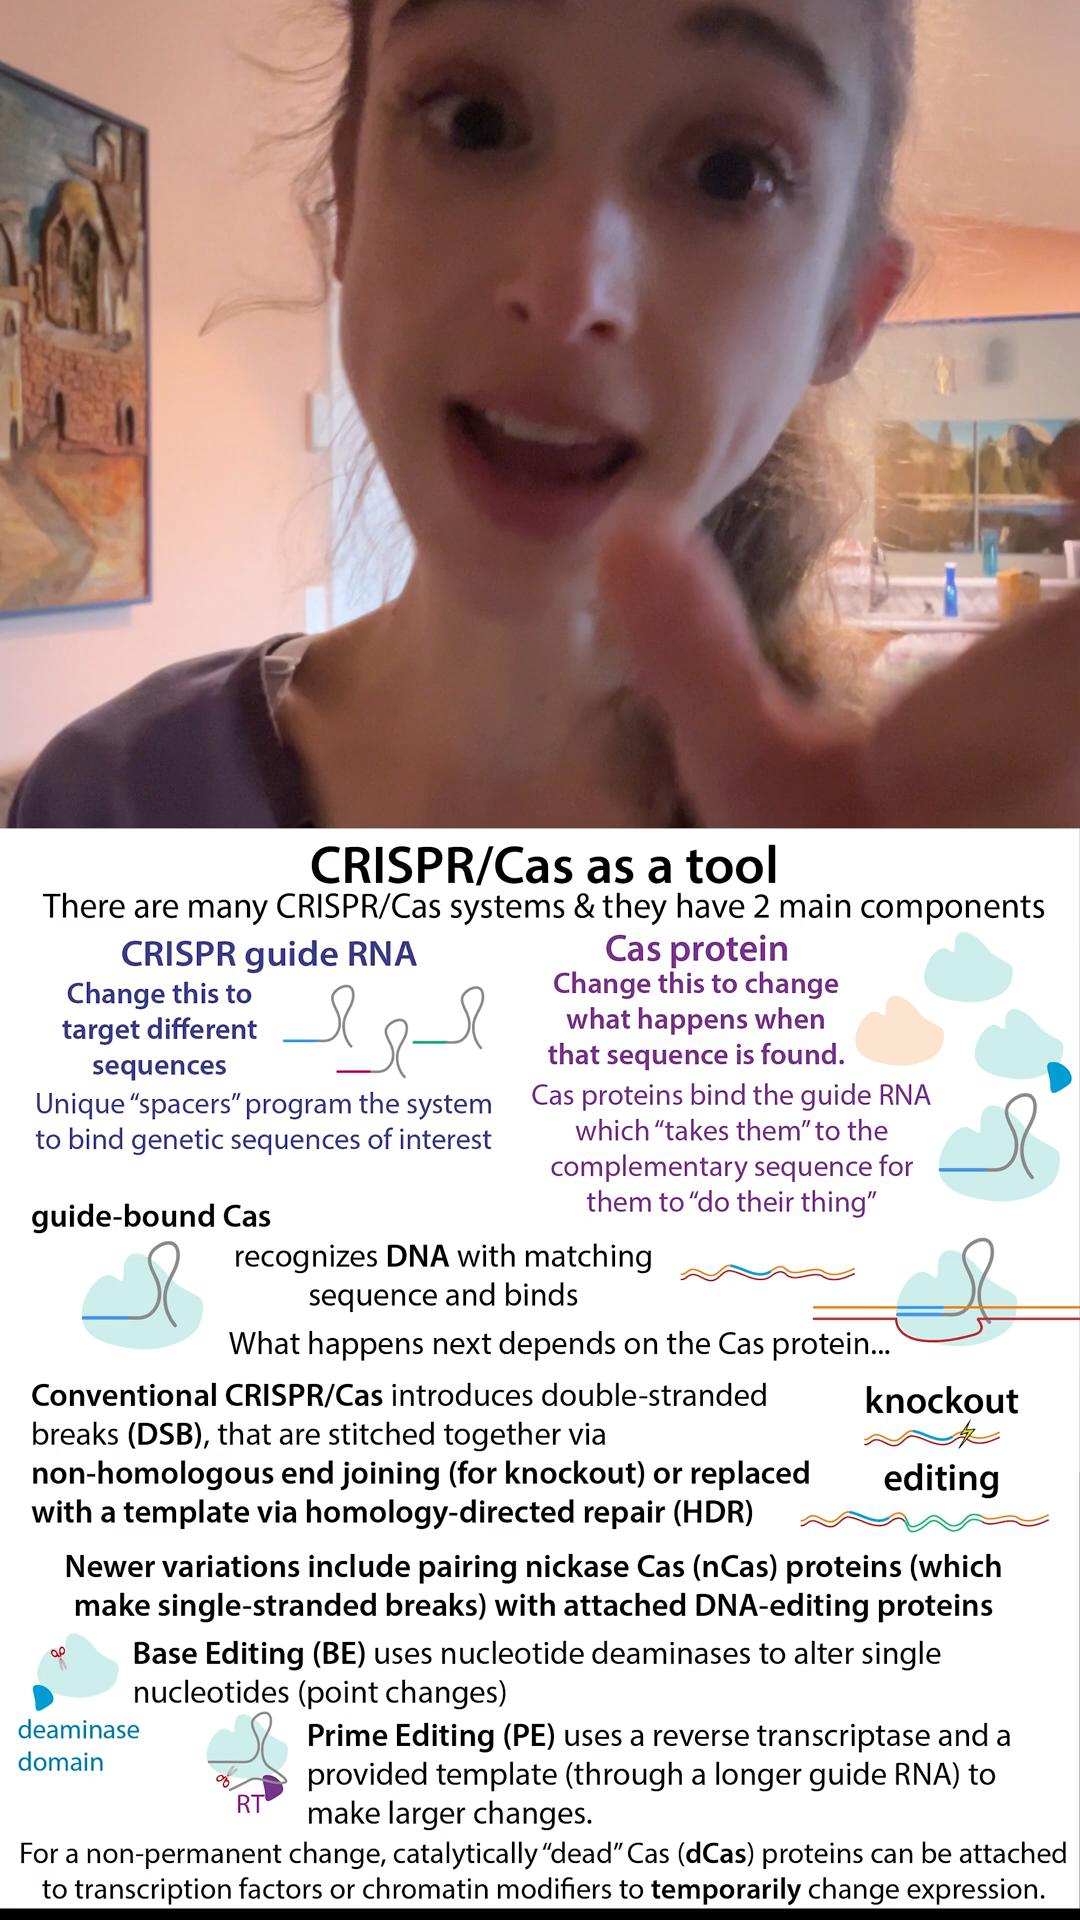 CRISPR/Cas as a tool
There are many CRISPR/Cas systems & they have 2 main components
CRISPR guide RNA
Change this to
target different
sequences
Unique “spacers” program the system
to bind genetic sequences of interest
Cas protein
Change this to change
what happens when
that sequence is found.
Cas proteins bind the guide RNA
which “takes them” to the
complementary sequence for
them to “do their thing”
guide-bound Cas
recognizes DNA with matching
sequence and binds
What happens next depends on the Cas protein...
Conventional CRISPR/Cas introduces double-stranded
breaks (DSB), that are stitched together via
non-homologous end joining (for knockout) or replaced
with a template via homology-directed repair (HDR)
knockout
editing
Newer variations include pairing nickase Cas (nCas) proteins (which
make single-stranded breaks) with attached DNA-editing proteins
Base Editing (BE) uses nucleotide deaminases to alter single
nucleotides (point changes)
deaminase
domain
Prime Editing (PE) uses a reverse transcriptase and a
provided template (through a longer guide RNA) to
make larger changes.
RT
For a non-permanent change, catalytically “dead” Cas (dCas) proteins can be attached
to transcription factors or chromatin modifiers to temporarily change expression.